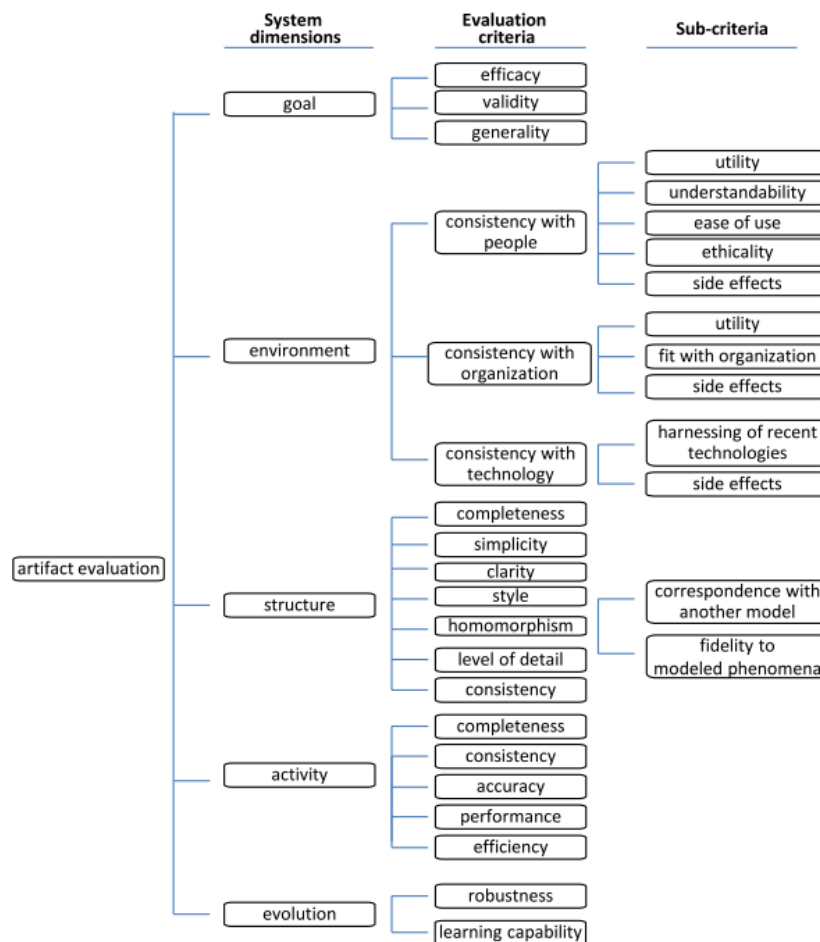 System
dimensions
Evaluation
criteria
Sub-criteria
artifact evaluation
goal
efficacy
validity
generality
environment
consistency with
people
utility
understandability
ease of use
ethicality
side effects
consistency with
organization
utility
fit with organization
side effects
consistency with
technology
harnessing of recent
technologies
side effects
structure
completeness
simplicity
clarity
style
homomorphism
correspondence with
another model
fidelity to
modeled phenomena
level of detail
consistency
activity
completeness
consistency
accuracy
performance
efficiency
evolution
robustness
learning capability